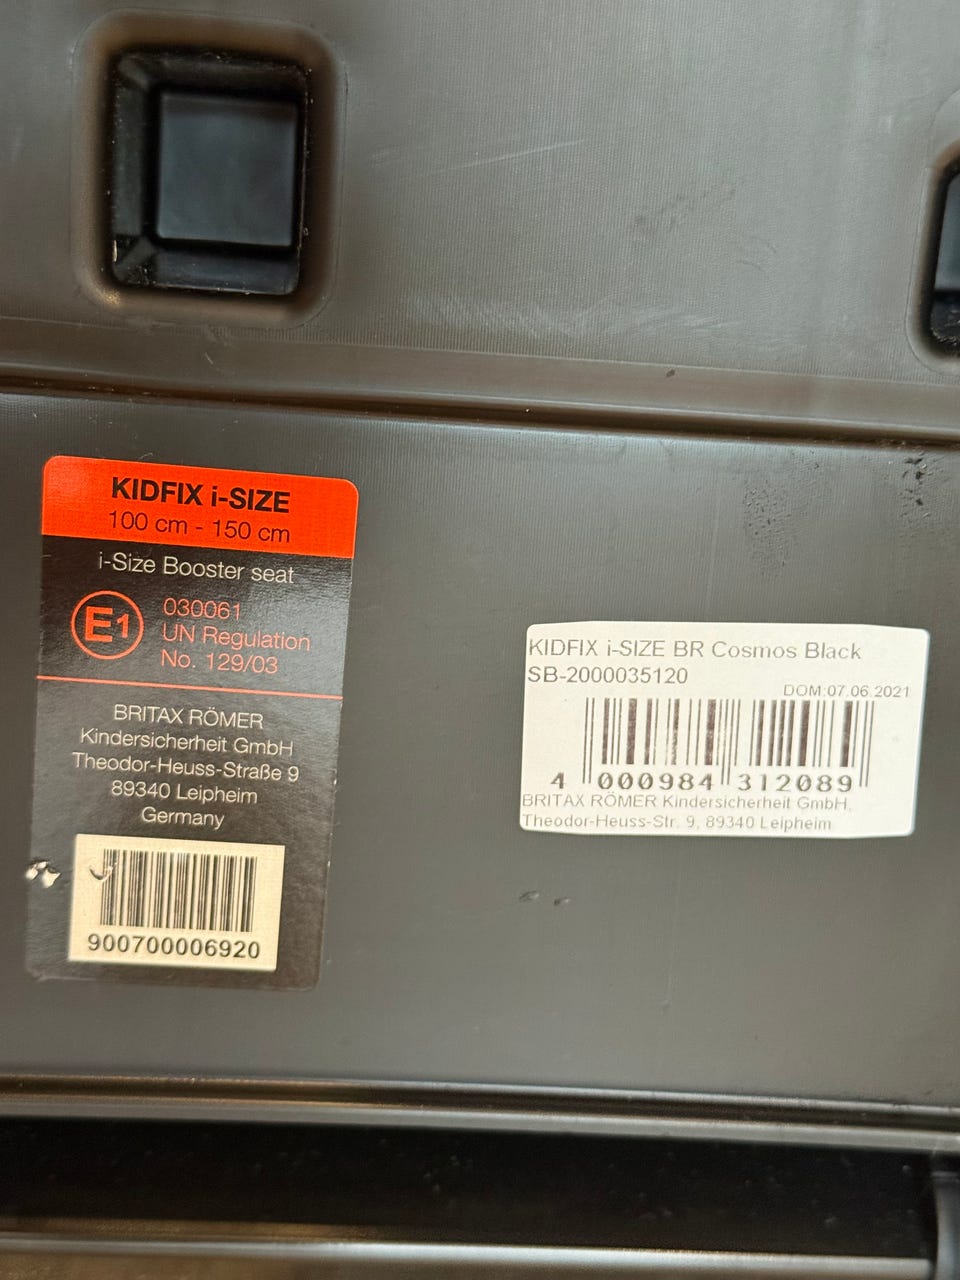 KIDFIX i-SIZE
100 cm - 150 cm
i-Size Booster seat
E1
030061
UN Regulation
No. 129/03
BRITAX RÖMER
Kindersicherheit GmbH
Theodor-Heuss-Straße 9
89340 Leipheim
Germany
900700006920
KIDFIX i-SIZE BR Cosmos Black
SB-2000035120
DOM:07.06.2021
4 000984 312089
BRITAX RÖMER Kindersicherheit GmbH,
Theodor-Heuss-Str. 9, 89340 Leipheim